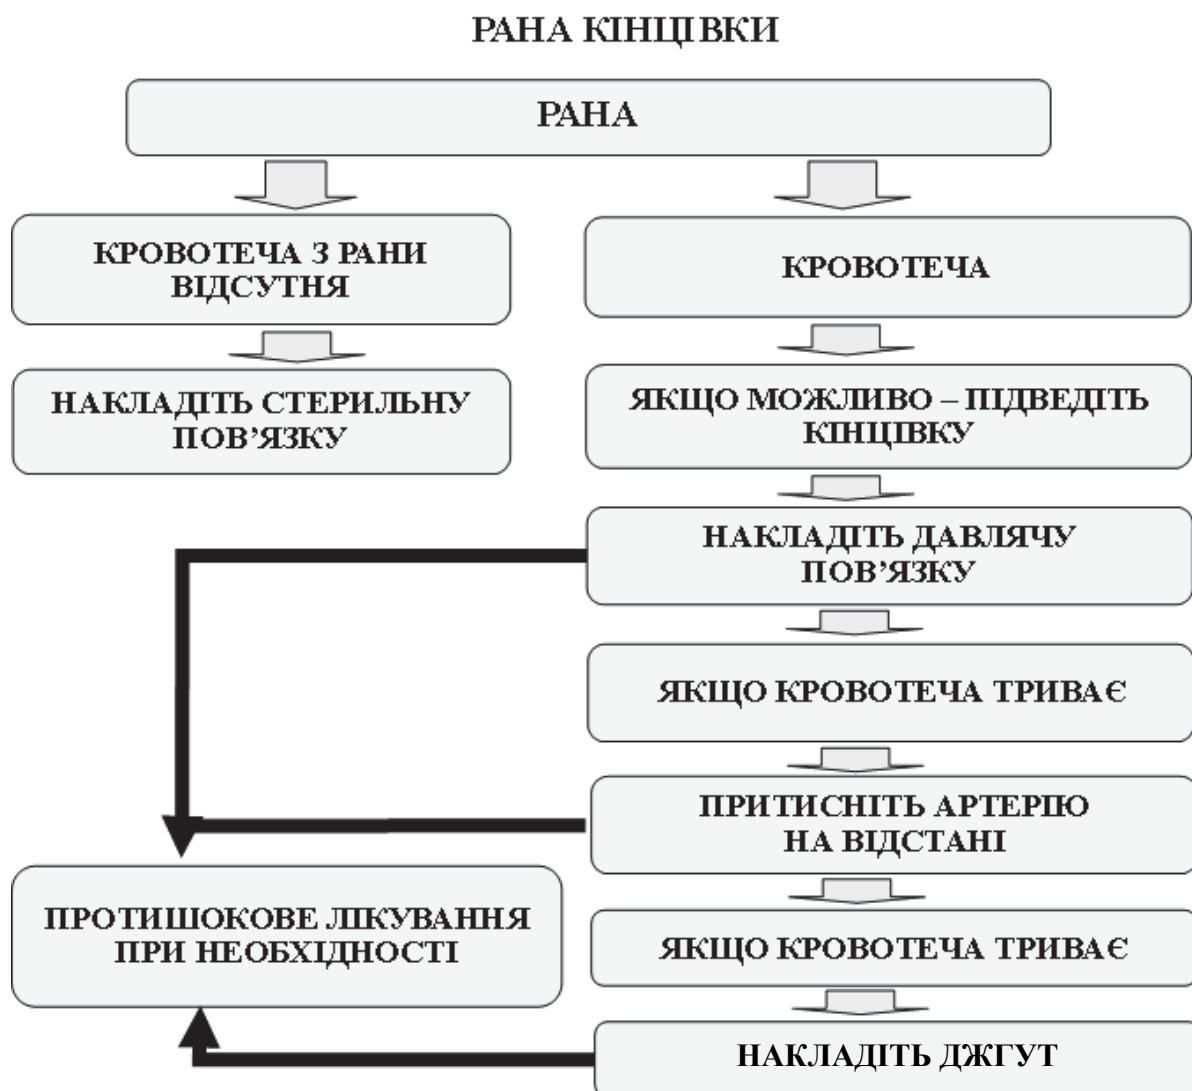 РАНА КІНЦІВКИ
РАНА
КРОВОТЕЧА З РАНИ
ВІДСУТНЯ
КРОВОТЕЧА
НАКЛАДІТЬ СТЕРИЛЬНУ
ПОВ’ЯЗКУ
ЯКЩО МОЖЛИВО – ПІДВЕДІТЬ
КІНЦІВКУ
НАКЛАДІТЬ ДАВЛЯЧУ
ПОВ’ЯЗКУ
ЯКЩО КРОВОТЕЧА ТРИВАЄ
ПРИТИСНІТЬ АРТЕРІЮ
НА ВІДСТАНІ
ПРОТИШОКОВЕ ЛІКУВАННЯ
ПРИ НЕОБХІДНОСТІ
ЯКЩО КРОВОТЕЧА ТРИВАЄ
НАКЛАДІТЬ ДЖГУТ